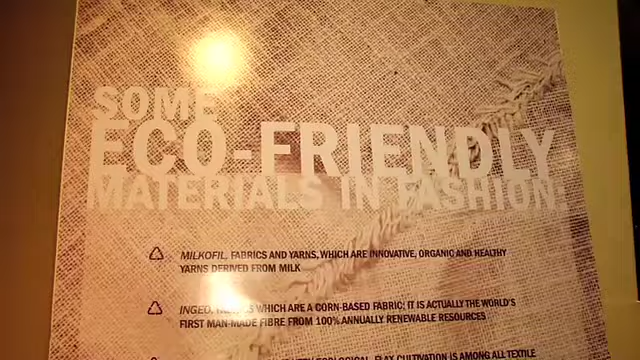 SOME
ECO-FRIENDLY
MATERIALS IN FASHION:
MILKOFIL, FABRICS AND YARNS, WHICH ARE INNOVATIVE, ORGANIC AND HEALTHY
YARNS DERIVED FROM MILK
INGEO, WHICH ARE A CORN-BASED FABRIC; IT IS ACTUALLY THE WORLD'S
FIRST MAN-MADE FIBRE FROM 100% ANNUALLY RENEWABLE RESOURCES
ECOLOGICAL, FLAX CULTIVATION IS AMONG ALL TEXTILE